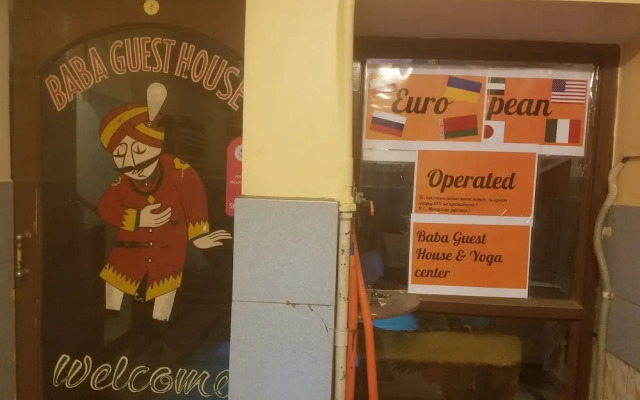 BABA GUEST HOUSE
Welcome
Euro pean
Operated
Baba Guest
House & Yoga
center